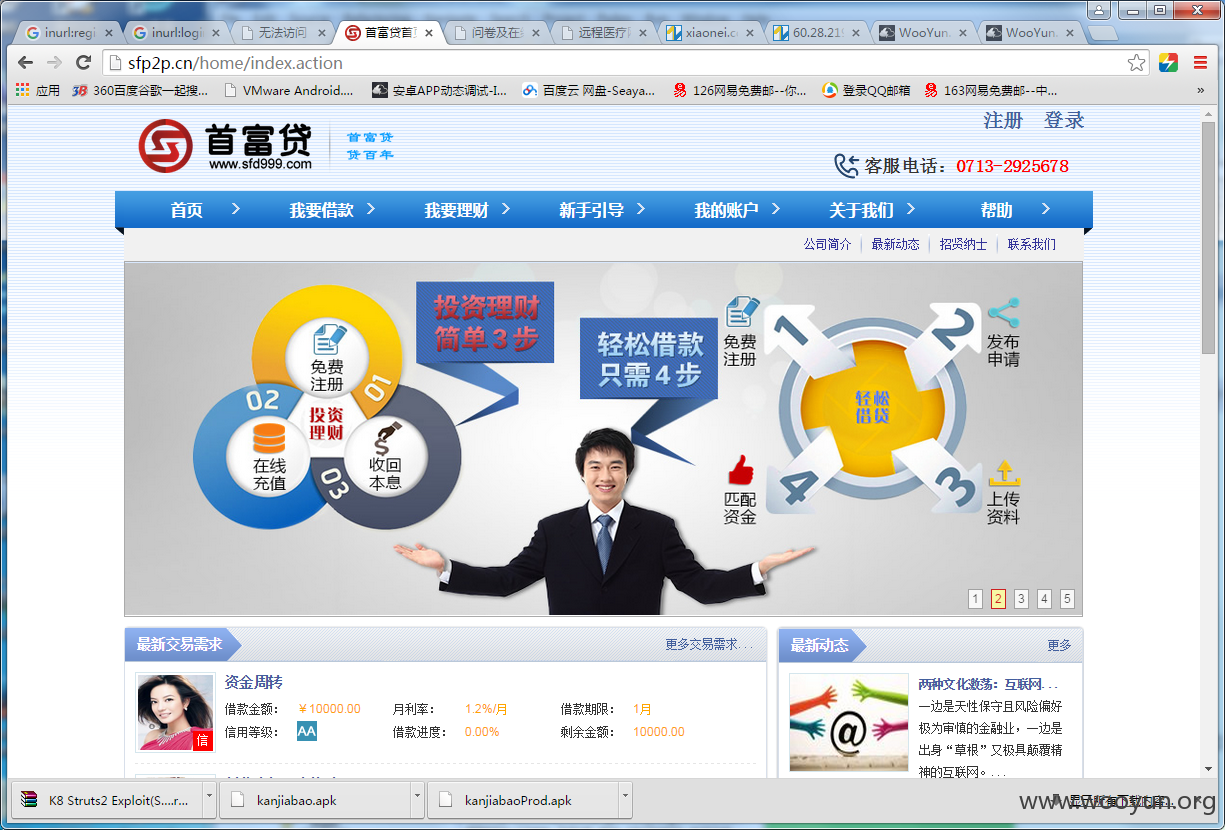 inurl:regi
inurl:logi
无法访问
首富贷首
问卷及在
远程医疗
xiaonei.c
60.28.21
WooYun.
WooYun.
sfp2p.cn/home/index.action
应用
360百度谷歌一起搜...
VMware Android....
安卓APP动态调试-I...
百度云 网盘-Seaya...
126网易免费邮--你...
登录QQ邮箱
163网易免费邮--中...
»
注册 登录
首富贷
www.sfd999.com
首富贷
贷百年
客服电话：0713-2925678
首页 我要借款 我要理财 新手引导 我的账户 关于我们 帮助
公司简介 最新动态 招贤纳士 联系我们
投资理财
简单3步
轻松借款
只需4步
免费
注册
01
02
投资
理财
在线
充值
03
收回
本息
免费
注册
1
2
发布
申请
轻松
借贷
匹配
资金
4
3
上传
资料
1 2 3 4 5
最新交易需求
更多交易需求...
资金周转
借款金额： ￥10000.00 月利率： 1.2%/月 借款期限： 1月
信用等级： AA 借款进度： 0.00% 剩余金额： 10000.00
信
最新动态
更多
两种文化激荡：互联网...
一边是天性保守且风险偏好
极为审慎的金融业，一边是
出身“草根”又极具颠覆精
神的互联网。...
K8 Struts2 Exploit(S....r...
kanjiabao.apk
kanjiabaoProd.apk
www.wooyun.org